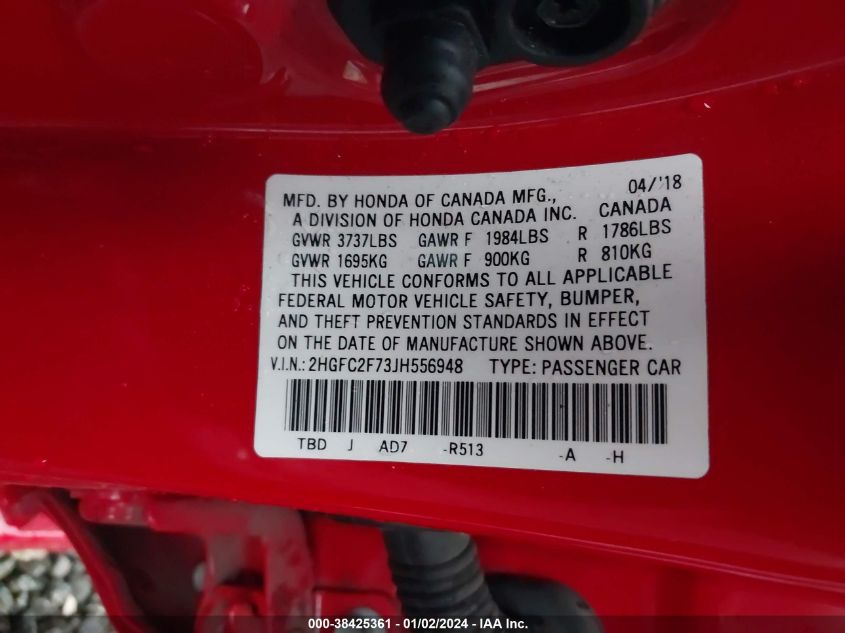 MFD. BY HONDA OF CANADA MFG., 04/'18
A DIVISION OF HONDA CANADA INC. CANADA
GVWR 3737LBS GAWR F 1984LBS R 1786LBS
GVWR 1695KG GAWR F 900KG R 810KG
THIS VEHICLE CONFORMS TO ALL APPLICABLE
FEDERAL MOTOR VEHICLE SAFETY, BUMPER,
AND THEFT PREVENTION STANDARDS IN EFFECT
ON THE DATE OF MANUFACTURE SHOWN ABOVE.
V.I.N.: 2HGFC2F73JH556948 TYPE: PASSENGER CAR
TBD J AD7 -R513 -A -H
000-38425361 | 01/02/2024 | IAA Inc.